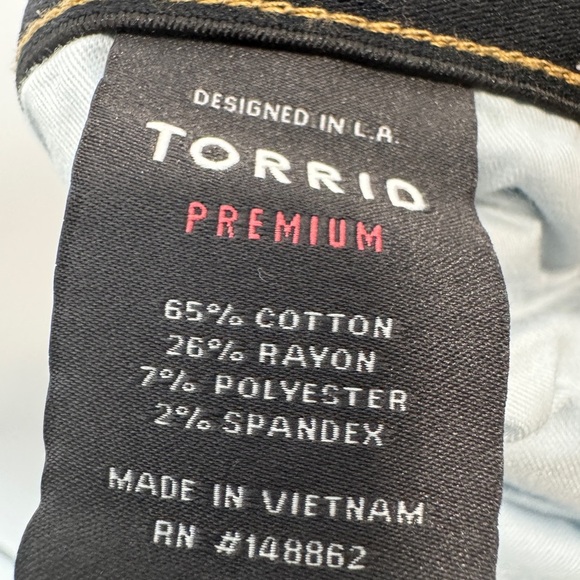 DESIGNED IN L.A.
TORRID
PREMIUM
65% COTTON
26% RAYON
7% POLYESTER
2% SPANDEX
MADE IN VIETNAM
RN #148862